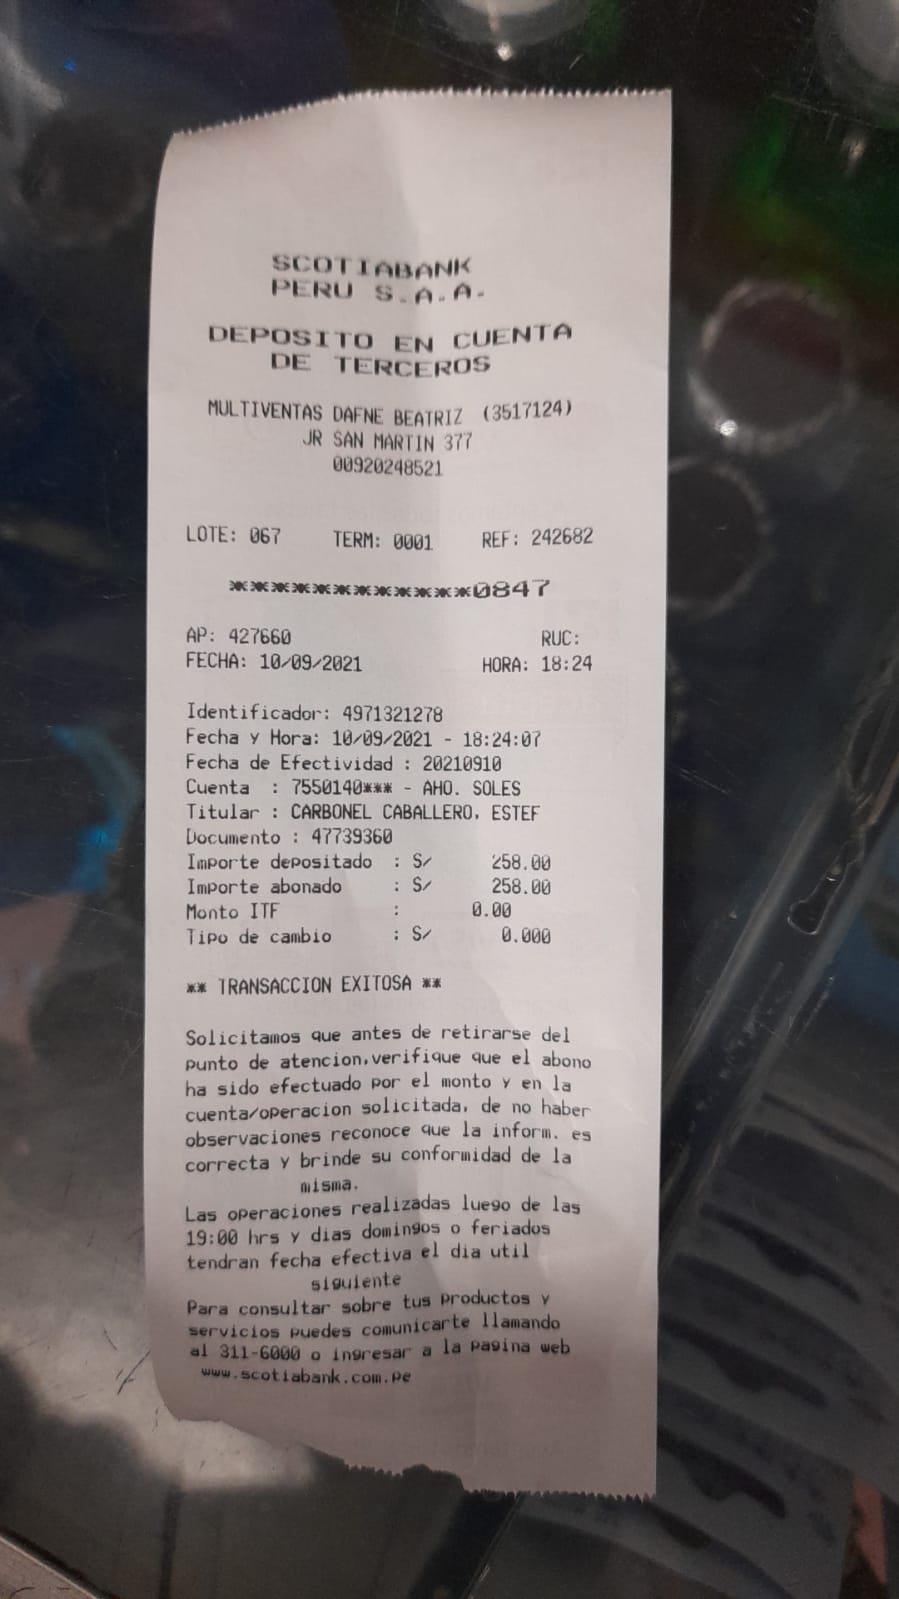 SCOTIABANK
PERU S.A.A.
DEPOSITO EN CUENTA
DE TERCEROS
MULTIVENTAS DAFNE BEATRIZ (3517124)
JR SAN MARTIN 377
00920248521
LOTE: 067 TERM: 0001 REF: 242682
************0847
AP: 427660 RUC:
FECHA: 10/09/2021 HORA: 18:24
Identificador: 4971321278
Fecha y Hora: 10/09/2021 - 18:24:07
Fecha de Efectividad : 20210910
Cuenta : 7550140*** - AHO. SOLES
Titular : CARBONEL CABALLERO, ESTEF
Documento : 47739360
Importe depositado : S/ 258.00
Importe abonado : S/ 258.00
Monto ITF : 0.00
Tipo de cambio : S/ 0.000
** TRANSACCION EXITOSA **
Solicitamos que antes de retirarse del
punto de atencion,verifique que el abono
ha sido efectuado por el monto y en la
cuenta/operacion solicitada, de no haber
observaciones reconoce que la inform. es
correcta y brinde su conformidad de la
misma.
Las operaciones realizadas luego de las
19:00 hrs y dias domingos o feriados
tendran fecha efectiva el dia util
siguiente
Para consultar sobre tus productos y
servicios puedes comunicarte llamando
al 311-6000 o ingresar a la pagina web
www.scotiabank.com.pe